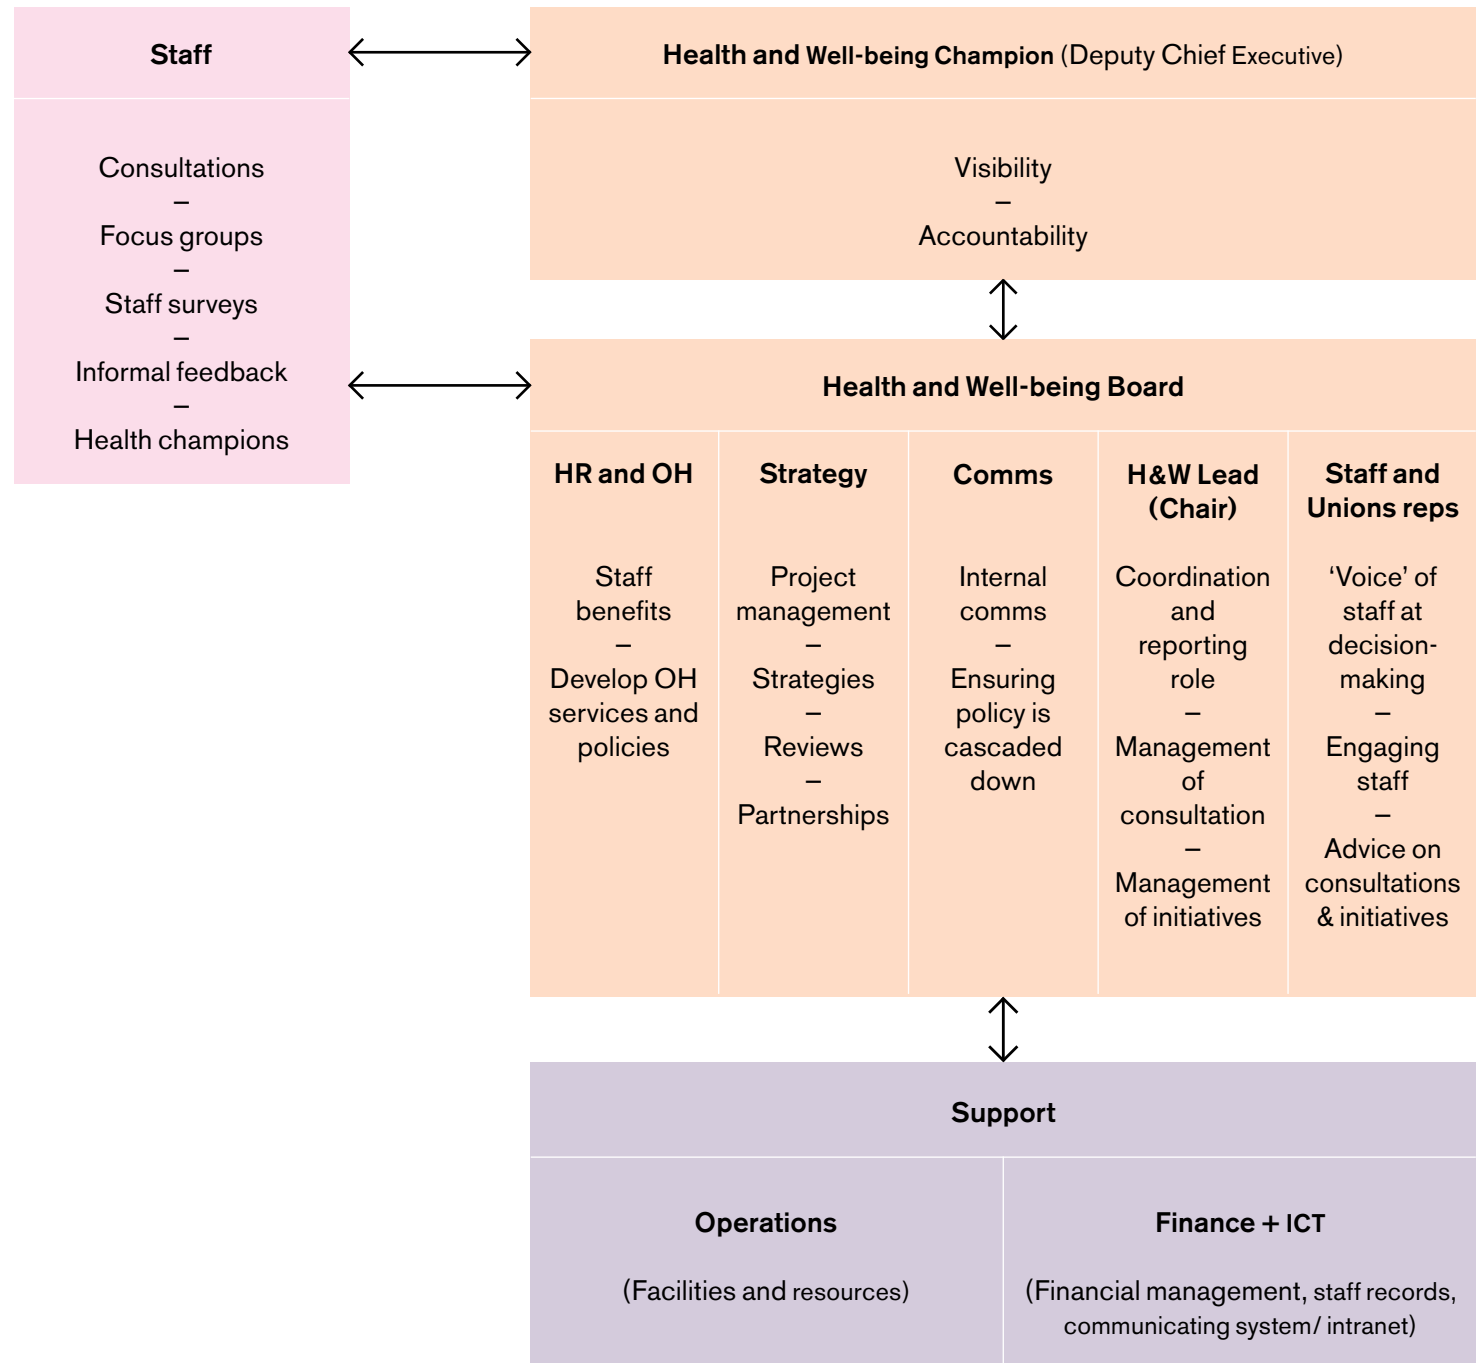 Staff
Consultations
–
Focus groups
–
Staff surveys
–
Informal feedback
–
Health champions
Health and Well-being Champion (Deputy Chief Executive)
Visibility
–
Accountability
Health and Well-being Board
HR and OH
Staff
benefits
–
Develop OH
services and
policies
Strategy
Project
management
–
Strategies
–
Reviews
–
Partnerships
Comms
Internal
comms
–
Ensuring
policy is
cascaded
down
H&W Lead
(Chair)
Coordination
and
reporting
role
–
Management
of
consultation
–
Management
of initiatives
Staff and
Unions reps
‘Voice’ of
staff at
decision-
making
–
Engaging
staff
–
Advice on
consultations
& initiatives
Support
Operations
(Facilities and resources)
Finance + ICT
(Financial management, staff records,
communicating system/ intranet)